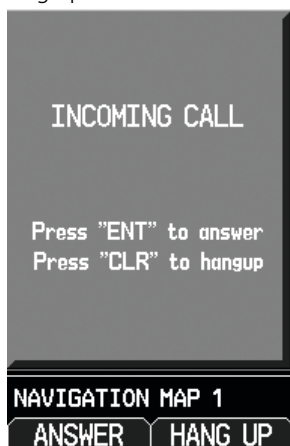 INCOMING CALL
Press "ENT" to answer
Press "CLR" to hangup
NAVIGATION MAP 1
ANSWER HANG UP